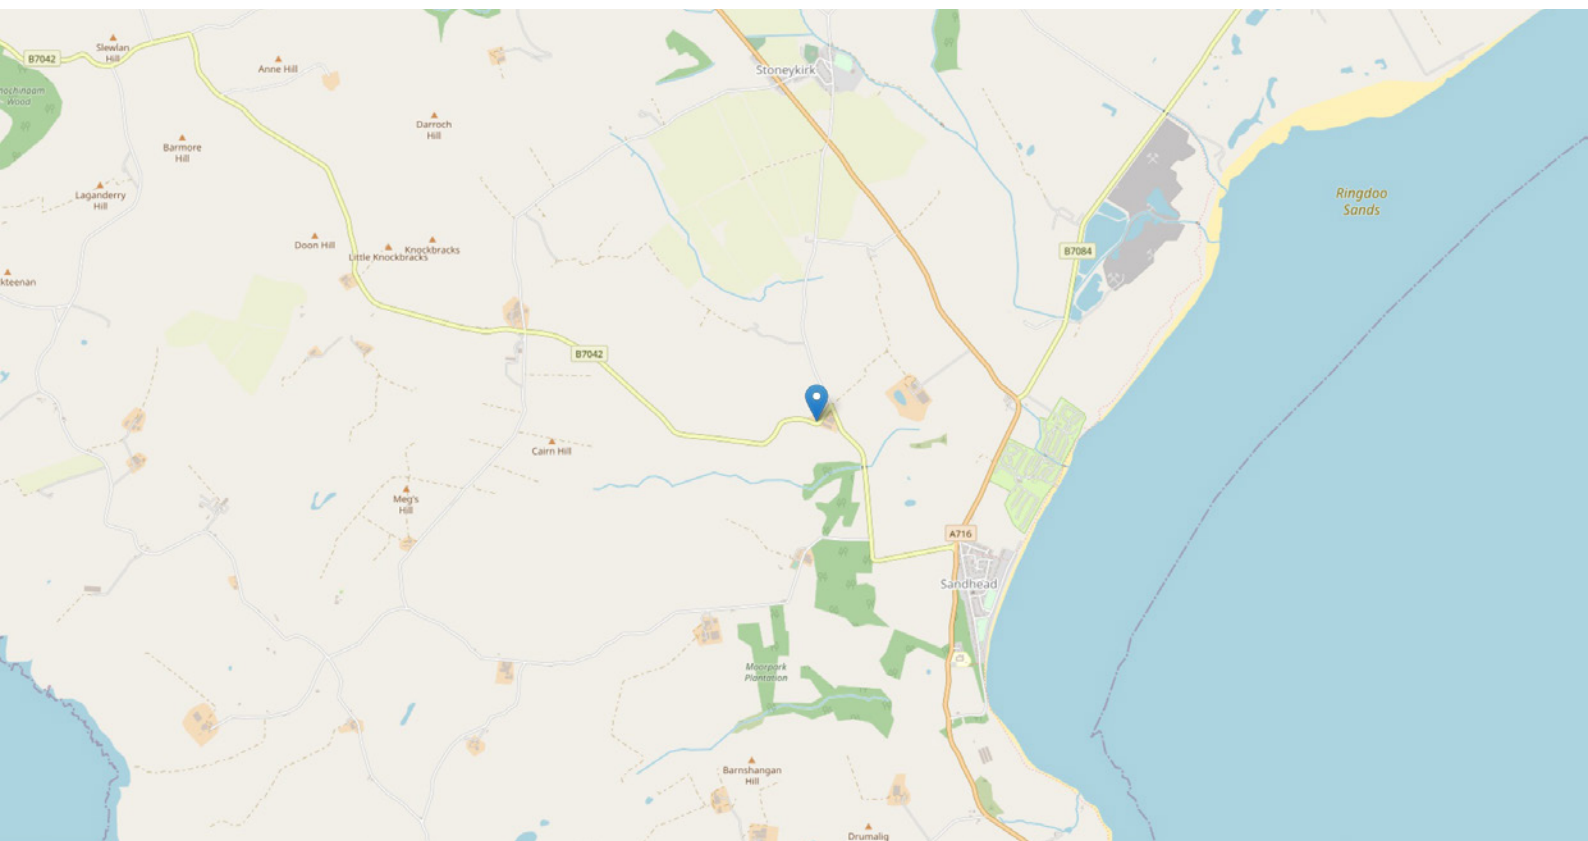 Slewlan
Hill
B7042
Anne Hill
Stoneykirk
Wood
Darroch
Hill
Barmore
Hill
Laganderry
Hill
Ringdoo
Sands
Doon Hill
Knockbracks
Little Knockbracks
B7084
kteenan
B7042
Cairn Hill
Meg's
Hill
A716
Sandhead
Moorpark
Plantation
Barnshangan
Hill
Drumalig